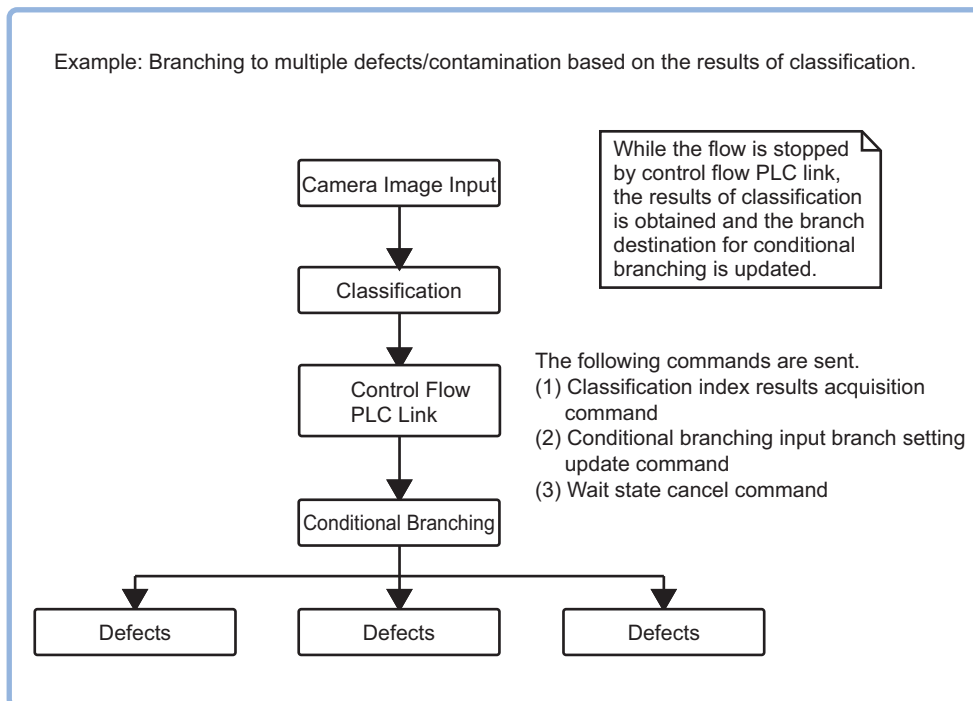 Example: Branching to multiple defects/contamination based on the results of classification.
Camera Image Input
While the flow is stopped
by control flow PLC link,
the results of classification
is obtained and the branch
destination for conditional
branching is updated.
Classification
Control Flow
PLC Link
The following commands are sent.
(1) Classification index results acquisition
command
(2) Conditional branching input branch setting
update command
(3) Wait state cancel command
Conditional Branching
Defects
Defects
Defects